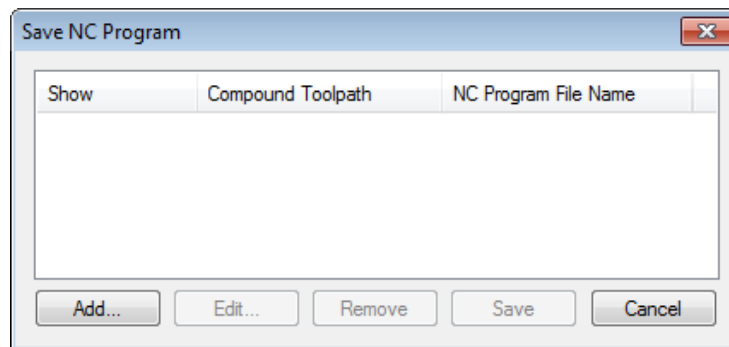 Save NC Program
Show Compound Toolpath NC Program File Name
Add... Edit... Remove Save Cancel